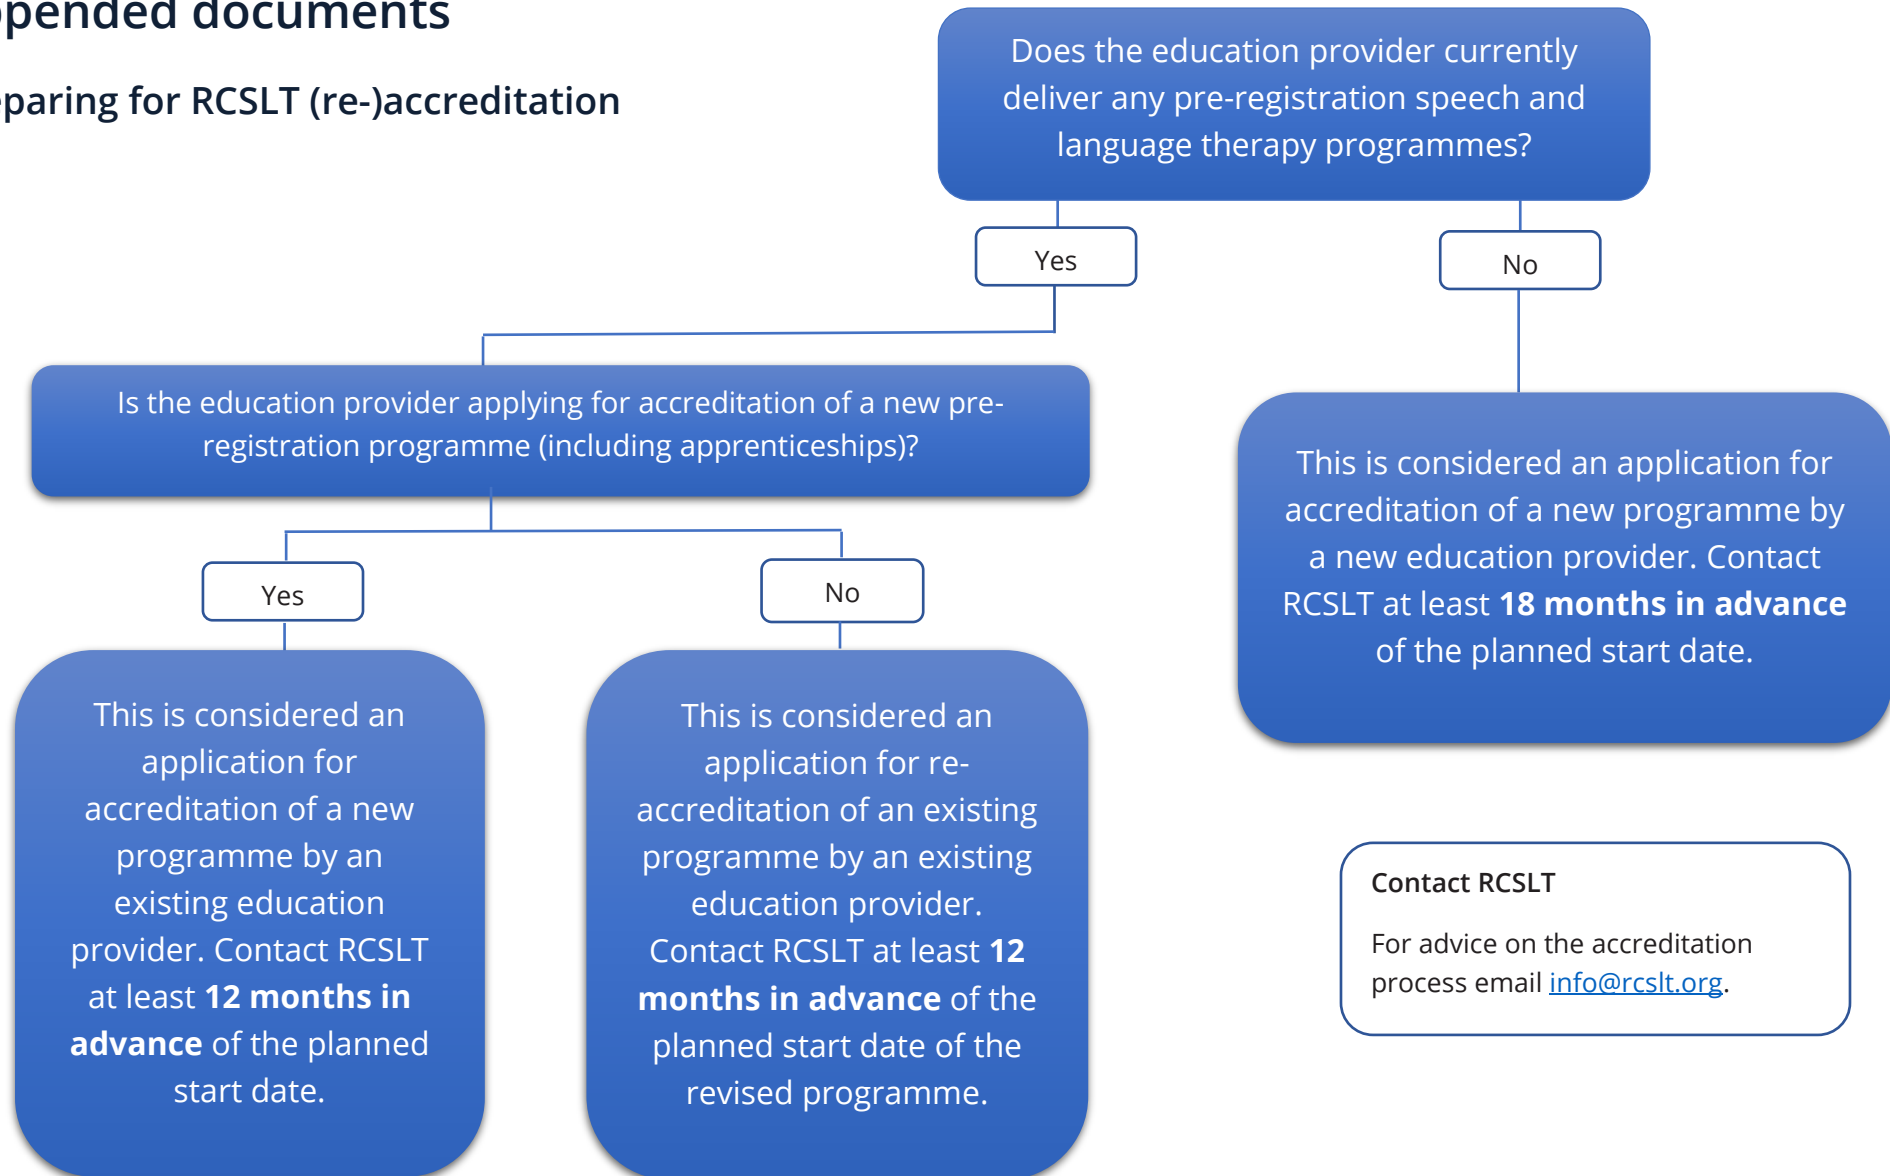 pended documents
paring for RCSLT (re-)accreditation
Does the education provider currently
deliver any pre-registration speech and
language therapy programmes?
Yes
No
Is the education provider applying for accreditation of a new pre-
registration programme (including apprenticeships)?
Yes
No
This is considered an
application for
accreditation of a new
programme by an
existing education
provider. Contact RCSLT
at least 12 months in
advance of the planned
start date.
This is considered an
application for re-
accreditation of an existing
programme by an existing
education provider.
Contact RCSLT at least 12
months in advance of the
planned start date of the
revised programme.
This is considered an application for
accreditation of a new programme by
a new education provider. Contact
RCSLT at least 18 months in advance
of the planned start date.
Contact RCSLT
For advice on the accreditation
process email info@rcslt.org.